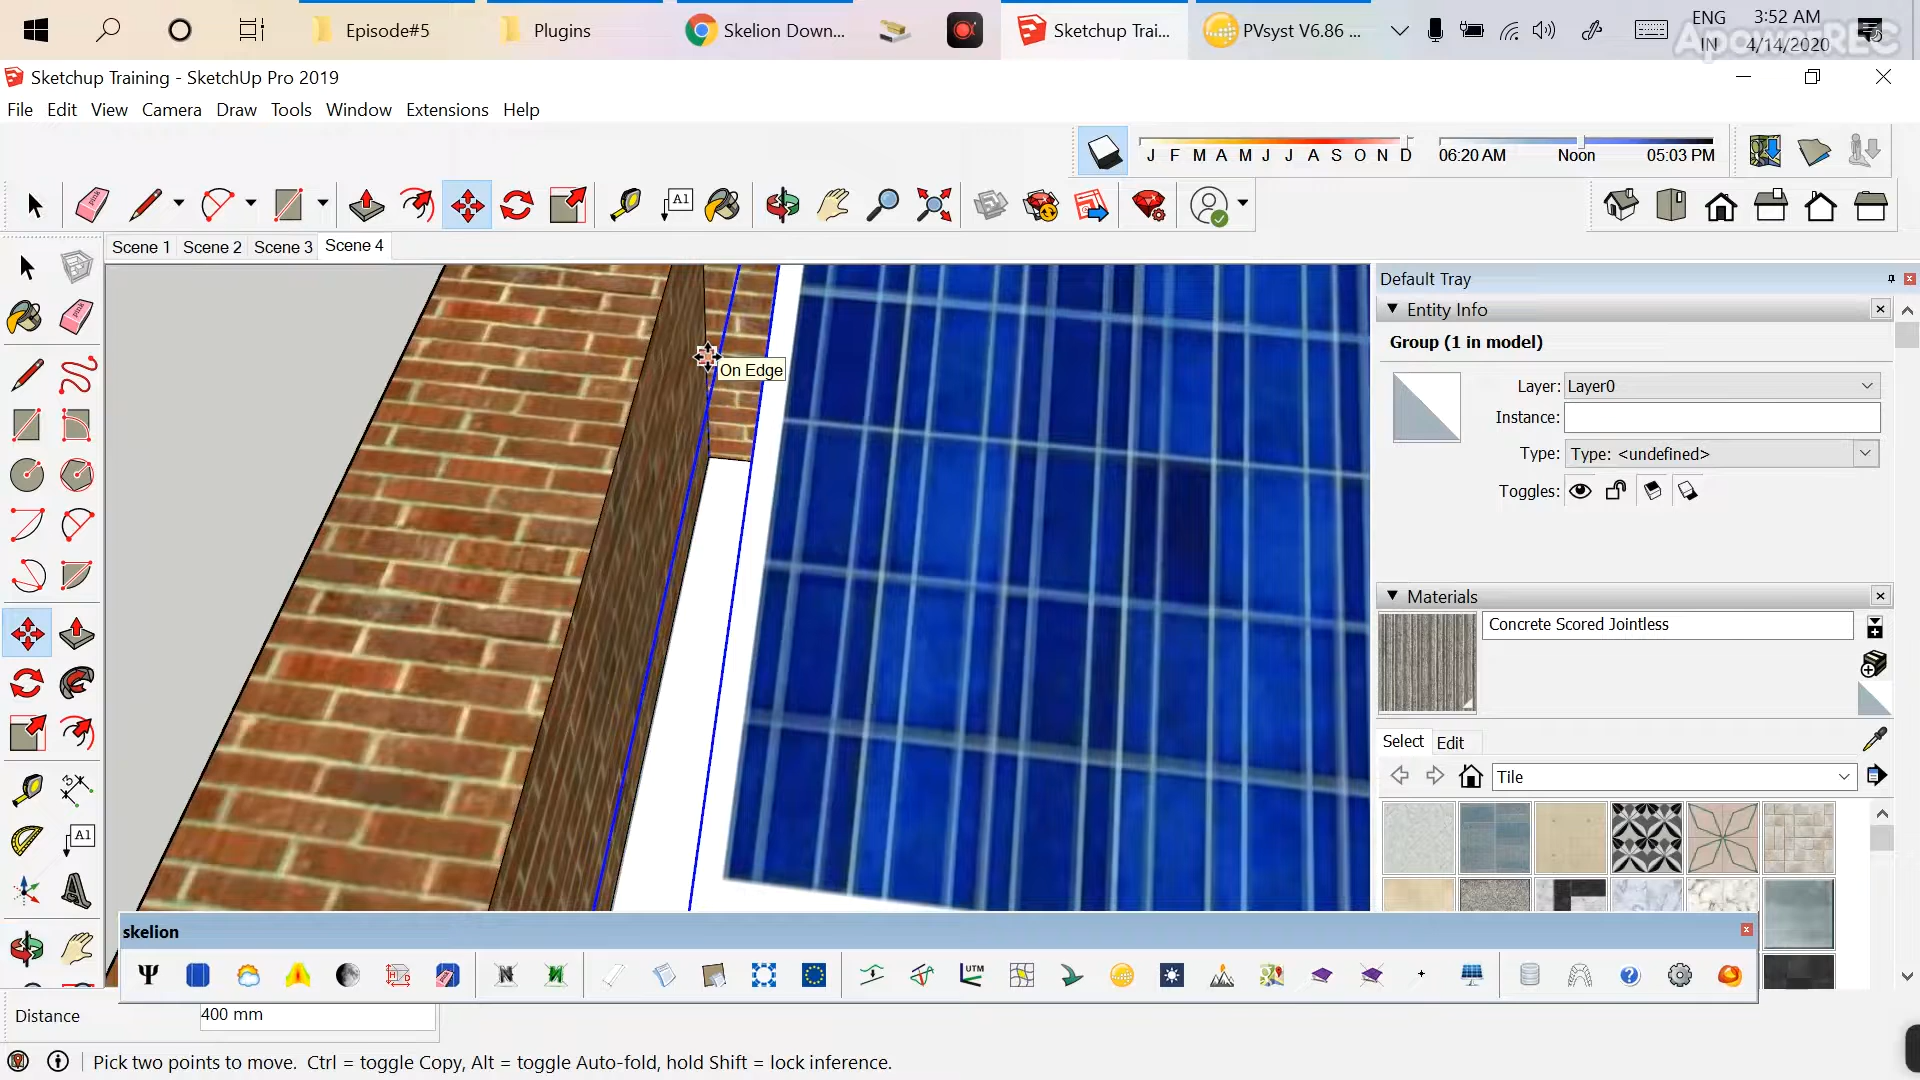 Episode#5
Plugins
Skelion Down...
Sketchup Trai...
PVsyst V6.86 ...
ENG
IN
3:52 AM
4/14/2020
ApowerREC
Sketchup Training - SketchUp Pro 2019
File Edit View Camera Draw Tools Window Extensions Help
J F M A M J J A S O N D
06:20 AM Noon 05:03 PM
A1
Scene 1 Scene 2 Scene 3 Scene 4
On Edge
Default Tray
Entity Info
Group (1 in model)
Layer: Layer0
Instance:
Type: Type: <undefined>
Toggles:
Materials
Concrete Scored Jointless
Select Edit
Tile
A1
skelion
UTM
Distance 400 mm
Pick two points to move. Ctrl = toggle Copy, Alt = toggle Auto-fold, hold Shift = lock inference.